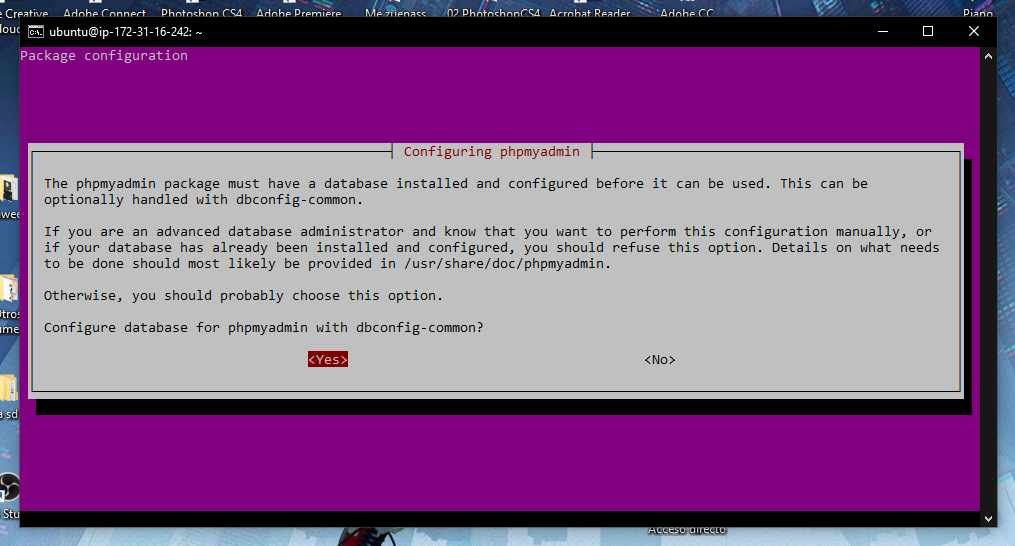 Creative Adobe Connect Photoshop CS4 Adobe Premiere 02 PhotoshopCS4 Acrobat Reader Adobe CC Piano
ubuntu@ip-172-31-16-242: ~
Package configuration
Configuring phpmyadmin
The phpmyadmin package must have a database installed and configured before it can be used. This can be
optionally handled with dbconfig-common.
If you are an advanced database administrator and know that you want to perform this configuration manually, or
if your database has already been installed and configured, you should refuse this option. Details on what needs
to be done should most likely be provided in /usr/share/doc/phpmyadmin.
Otherwise, you should probably choose this option.
Configure database for phpmyadmin with dbconfig-common?
<Yes> <No>
Acceso directo